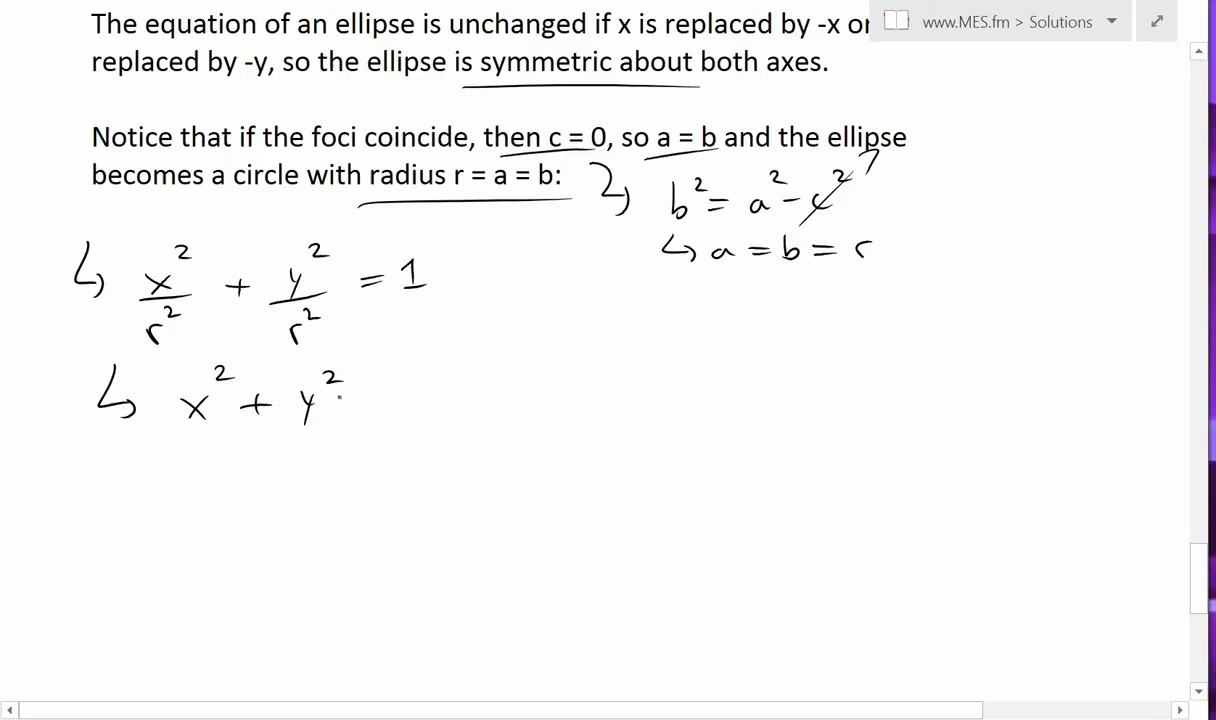 The equation of an ellipse is unchanged if x is replaced by -x or
www.MES.fm > Solutions
replaced by -y, so the ellipse is symmetric about both axes.
Notice that if the foci coincide, then c = 0, so a = b and the ellipse
becomes a circle with radius r = a = b:
b² = a² - c²
↳ a = b = r
↳ x²/r² + y²/r² = 1
↳ x² + y²